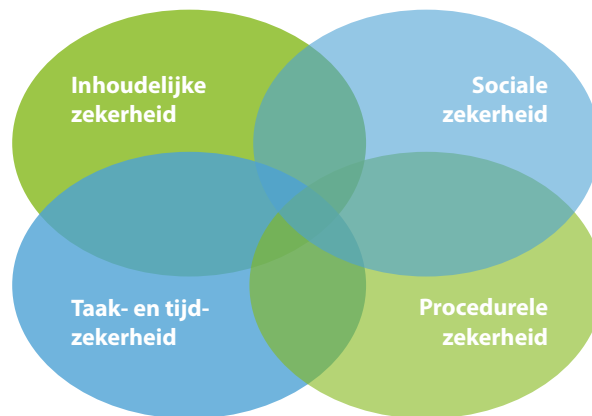 Inhoudelijke
zekerheid
Sociale
zekerheid
Taak- en tijd-
zekerheid
Procedurele
zekerheid